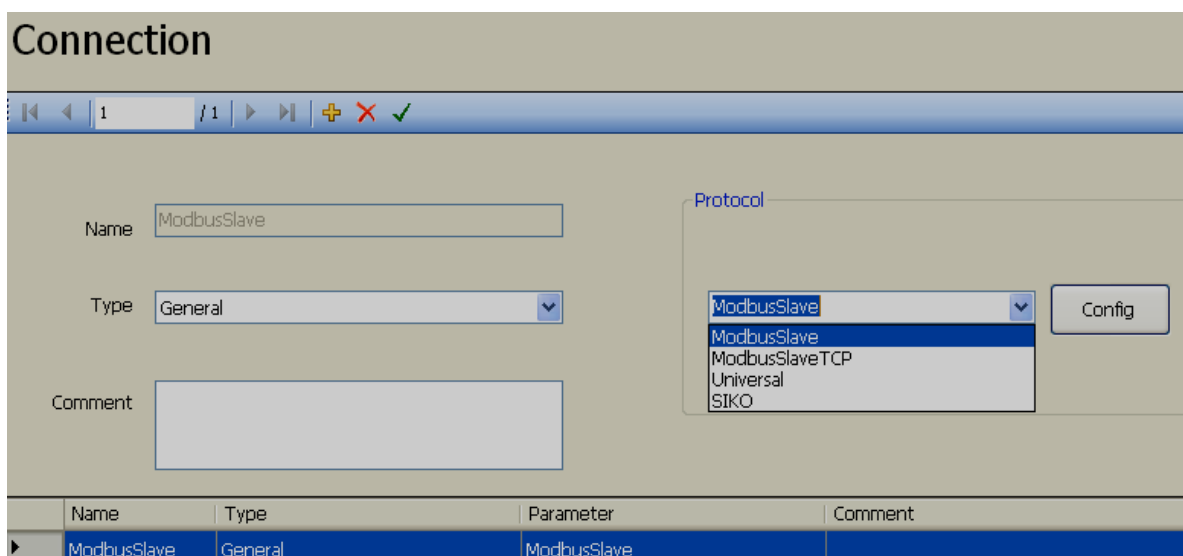 Connection
1 / 1
Protocol
Name ModbusSlave
Type General ModbusSlave Config
ModbusSlave
ModbusSlaveTCP
Universal
SIKO
Comment
Name Type Parameter Comment
ModbusSlave General ModbusSlave